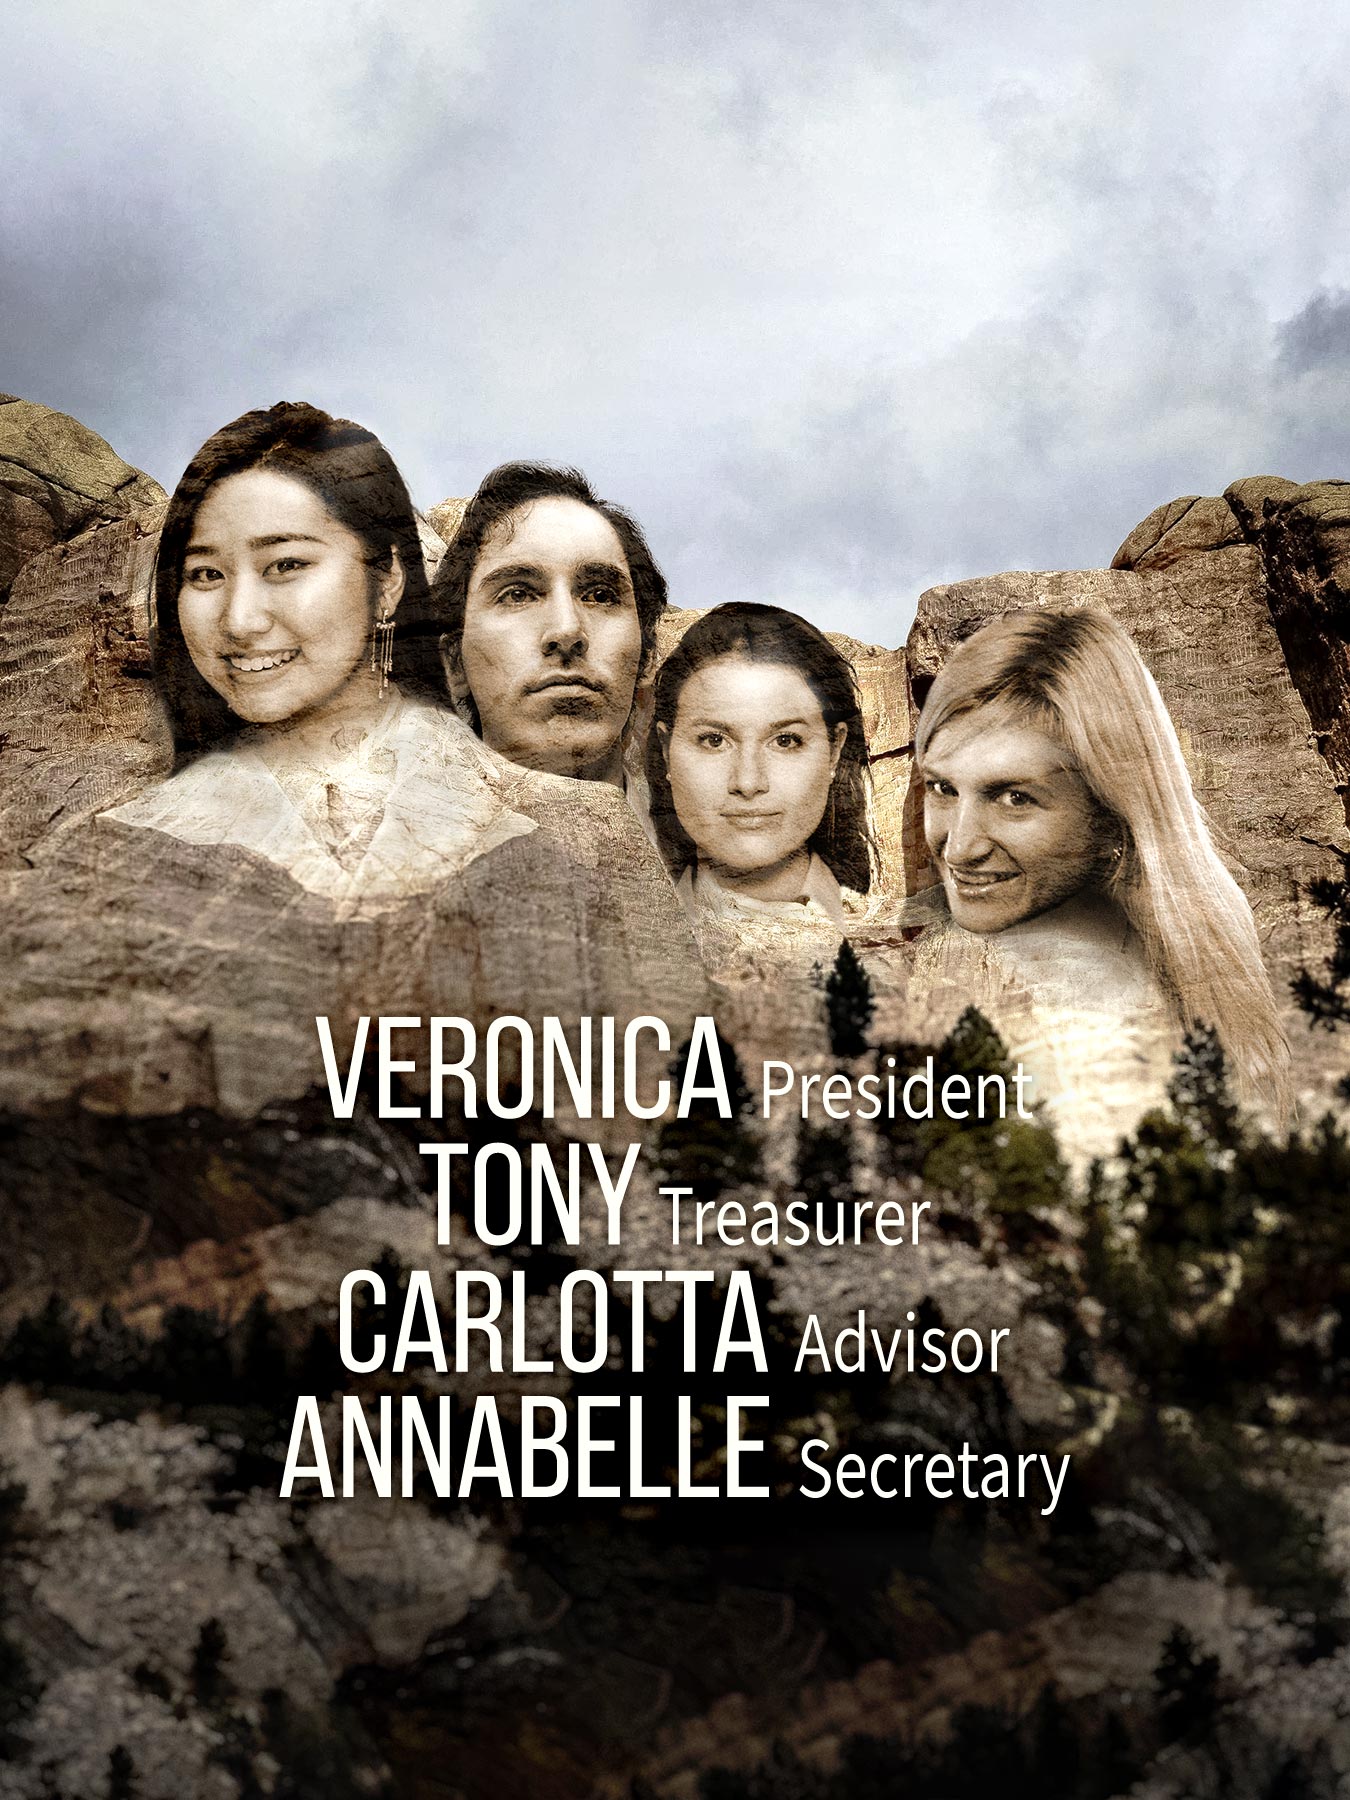 VERONICA President
TONY Treasurer
CARLOTTA Advisor
ANNABELLE Secretary